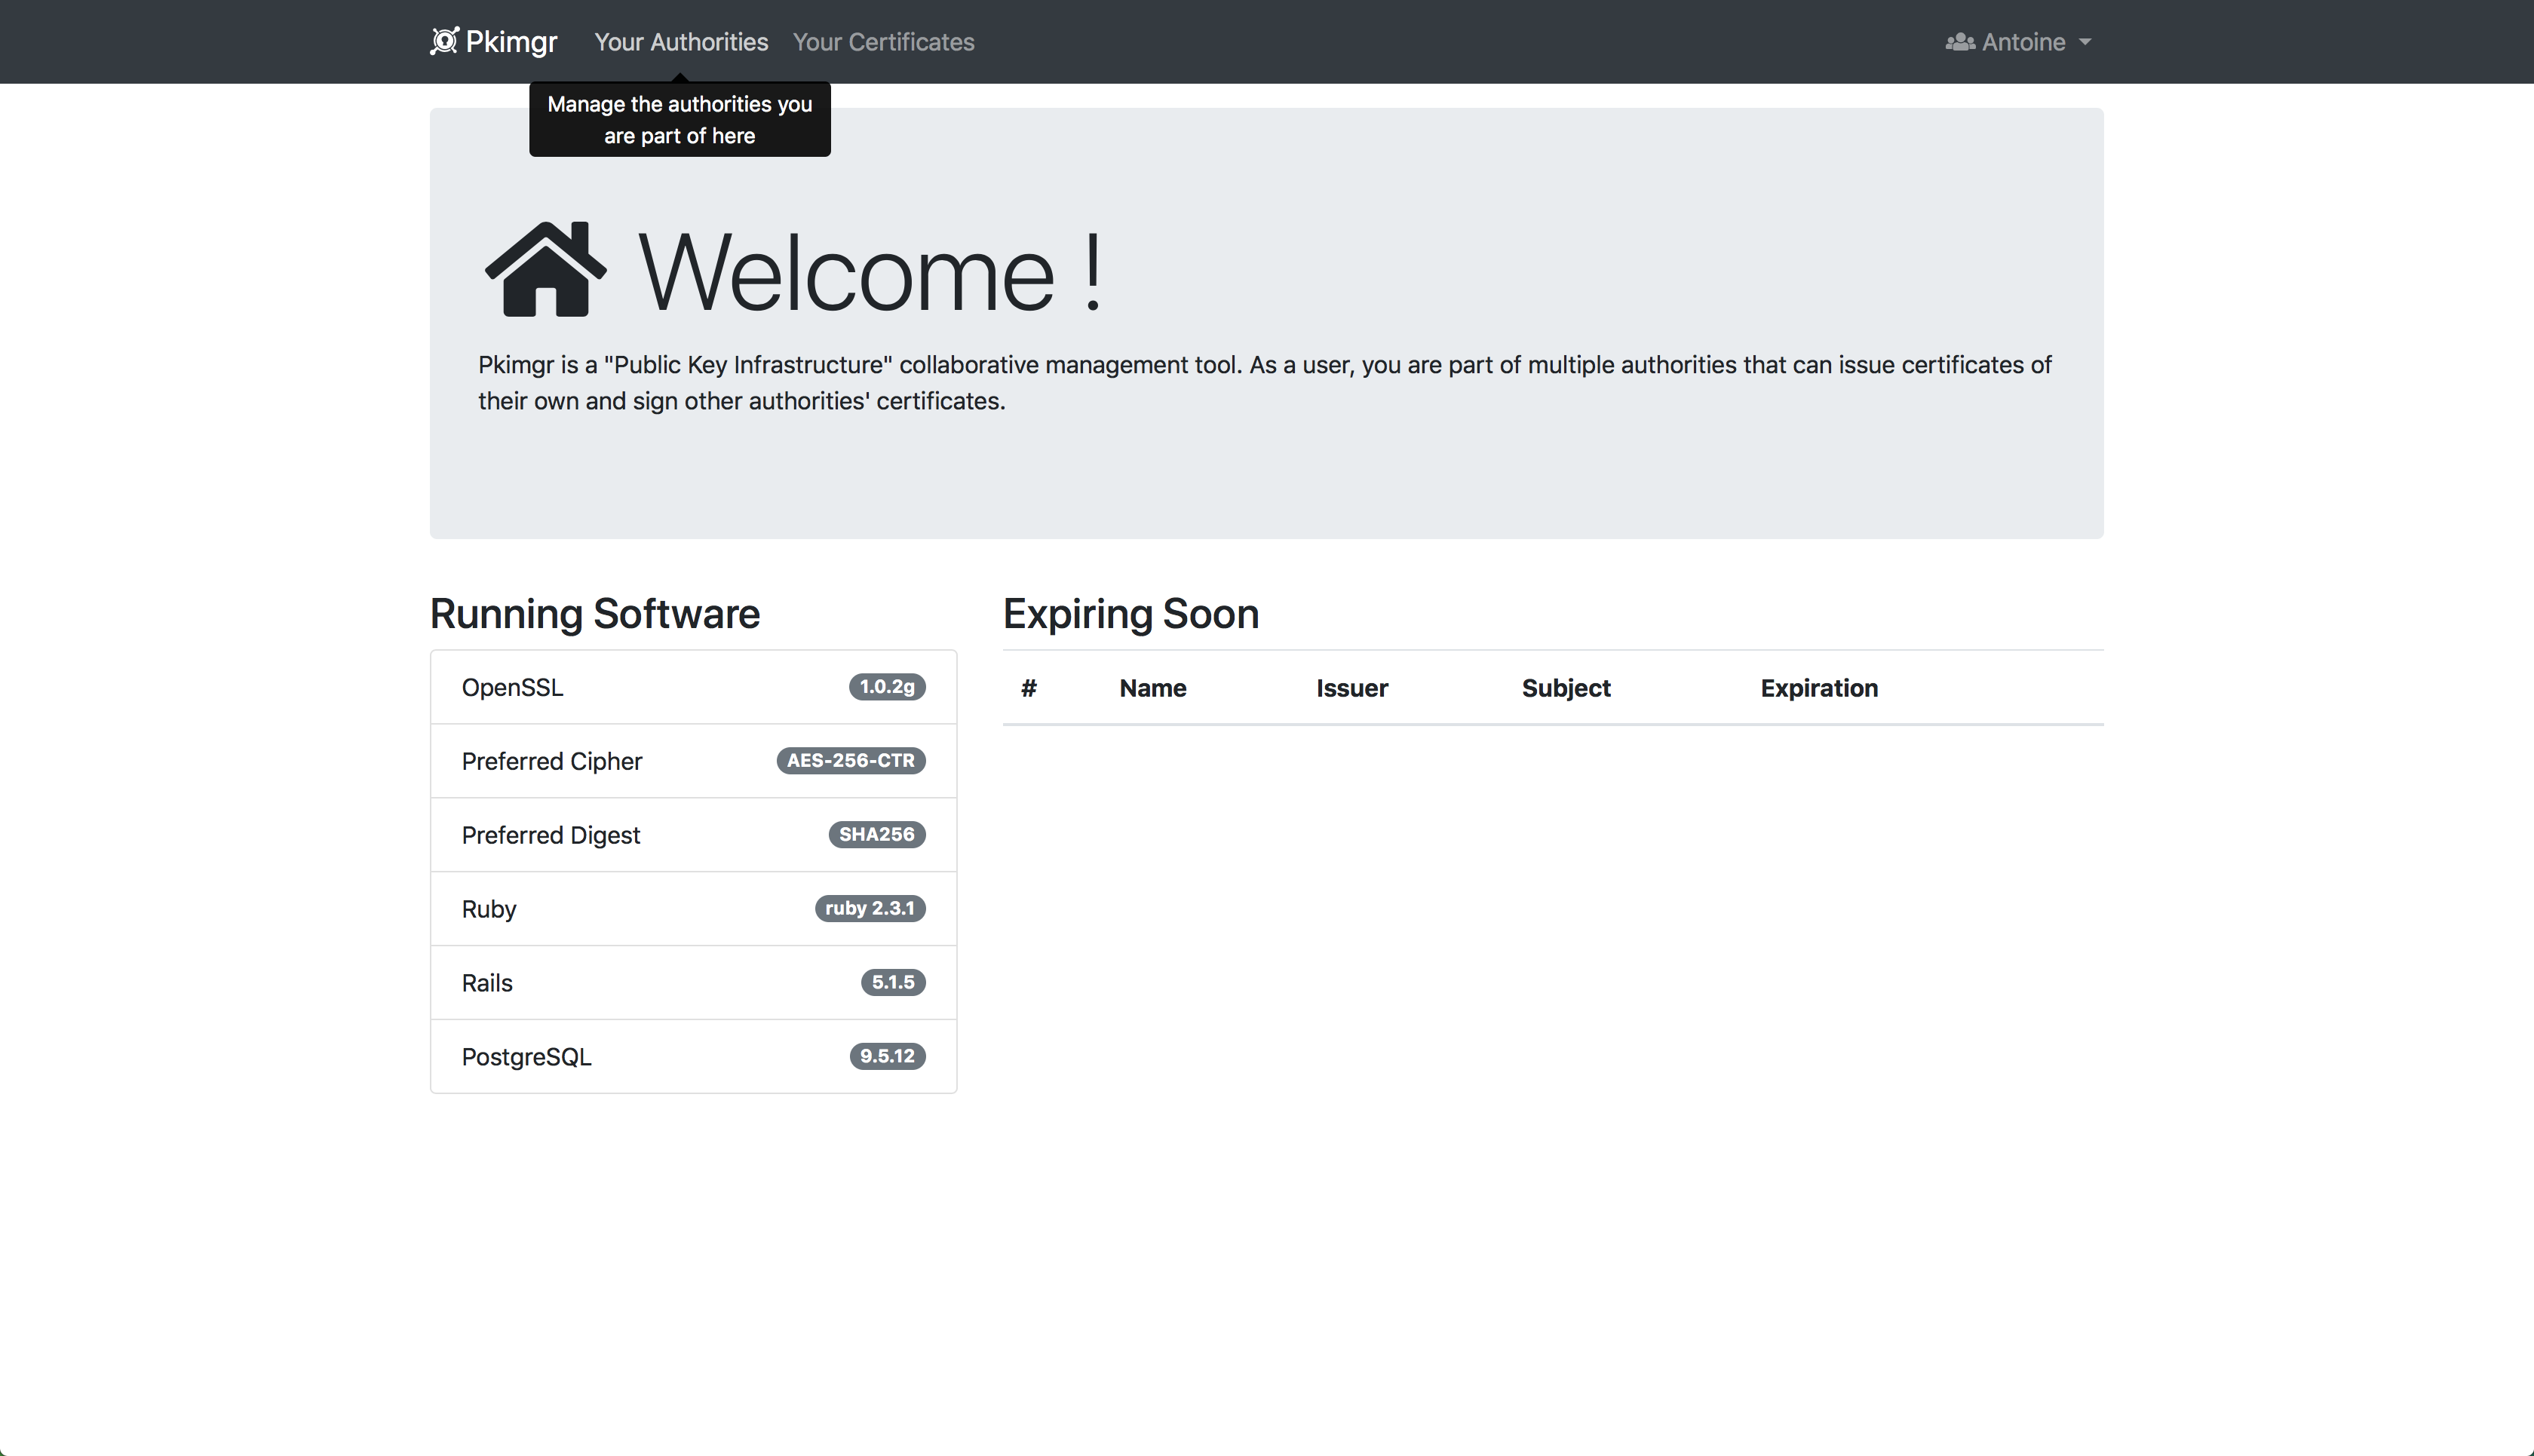 Pkimgr Your Authorities Your Certificates Antoine
Manage the authorities you
are part of here
Welcome !
Pkimgr is a "Public Key Infrastructure" collaborative management tool. As a user, you are part of multiple authorities that can issue certificates of
their own and sign other authorities' certificates.
Running Software
OpenSSL 1.0.2g
Preferred Cipher AES-256-CTR
Preferred Digest SHA256
Ruby ruby 2.3.1
Rails 5.1.5
PostgreSQL 9.5.12
Expiring Soon
# Name Issuer Subject Expiration